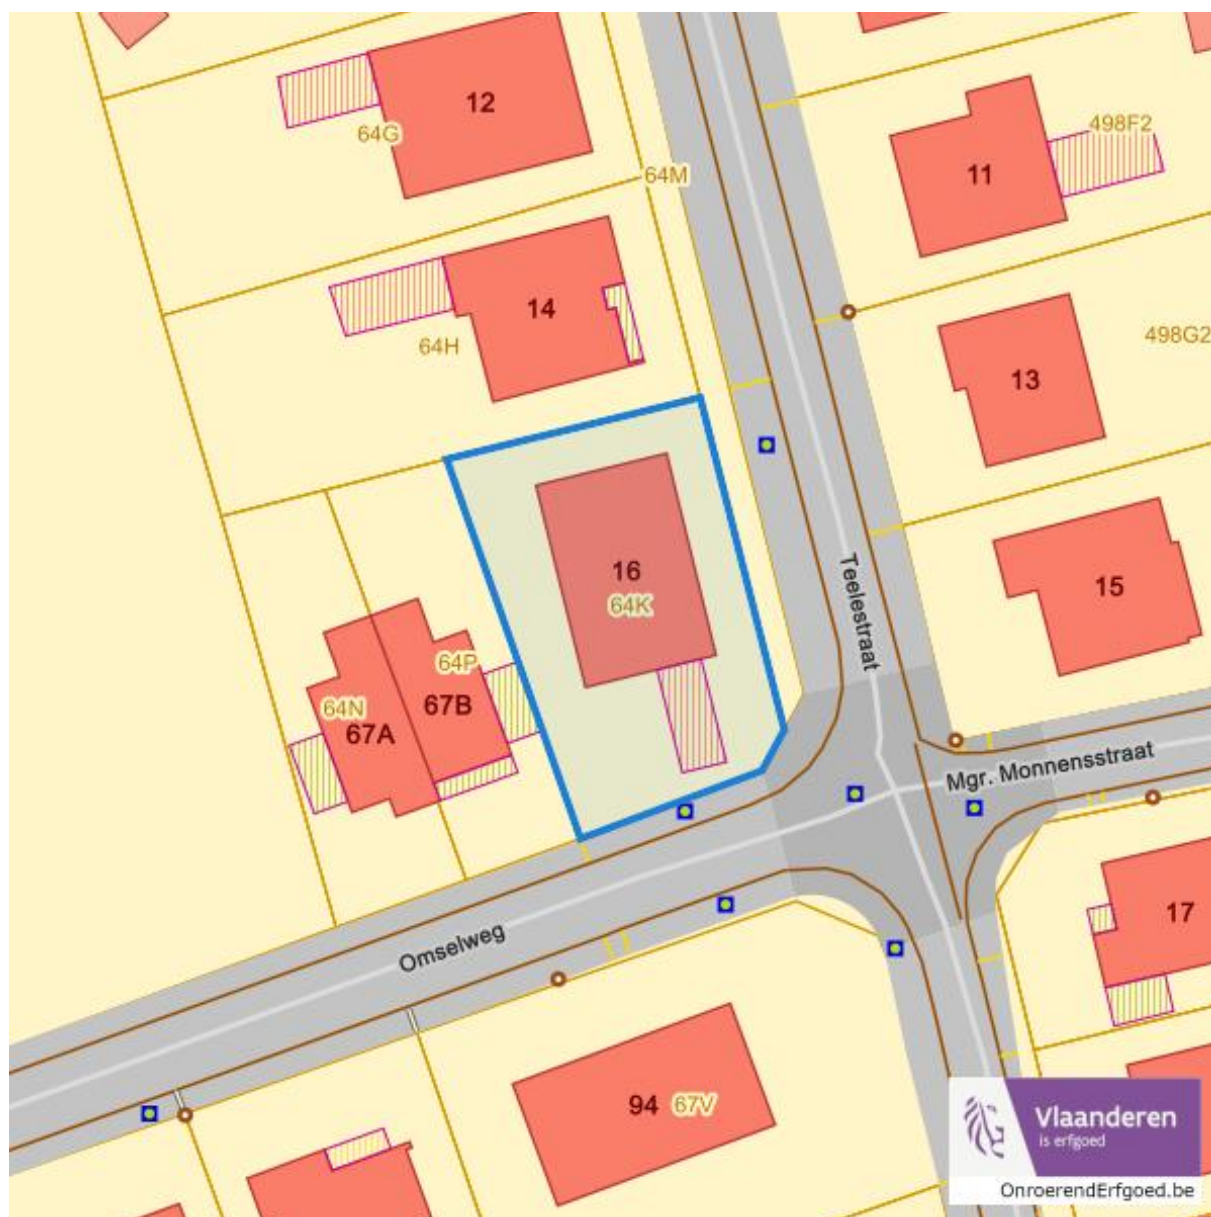 12
64G
498F2
11
64M
14
64H
498G2
13
16
64K
15
Teelestraat
64P
64N
67B
67A
Mgr. Monnensstraat
17
Omselweg
94 67V
Vlaanderen
is erfgoed
OnroerendErfgoed.be